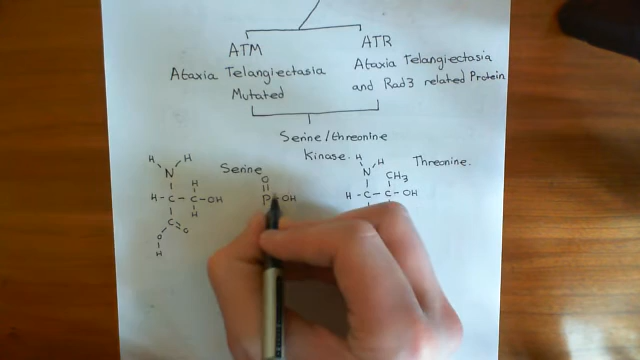 ATM
Ataxia Telangiectasia
Mutated
ATR
Ataxia Telangiectasia
and Rad3 related Protein
Serine/threonine
Kinase.
Serine
H H
N
H
H-C-C-OH
H
C
O
O
H
O
P-OH
Threonine.
H H
N CH3
H-C-C-OH